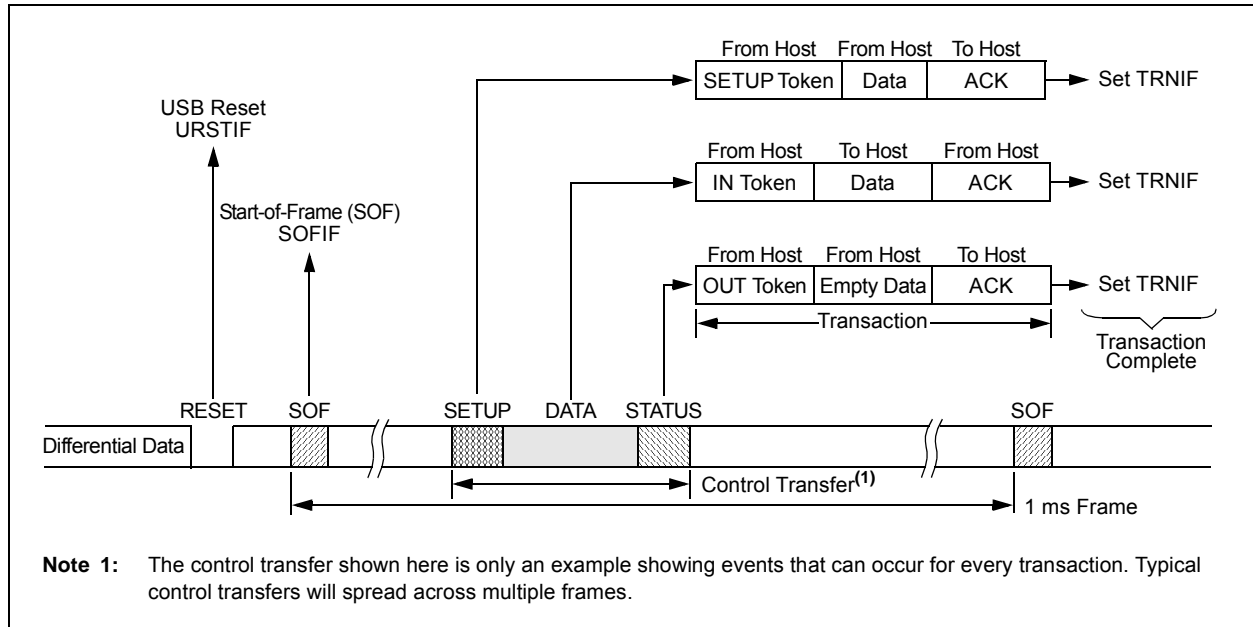 From Host From Host To Host
SETUP Token Data ACK Set TRNIF
USB Reset
URSTIF
From Host To Host From Host
IN Token Data ACK Set TRNIF
Start-of-Frame (SOF)
SOFIF
From Host From Host To Host
OUT Token Empty Data ACK Set TRNIF
Transaction
Transaction
Complete
RESET SOF SETUP DATA STATUS SOF
Differential Data
Control Transfer(1)
1 ms Frame
Note 1: The control transfer shown here is only an example showing events that can occur for every transaction. Typical
control transfers will spread across multiple frames.